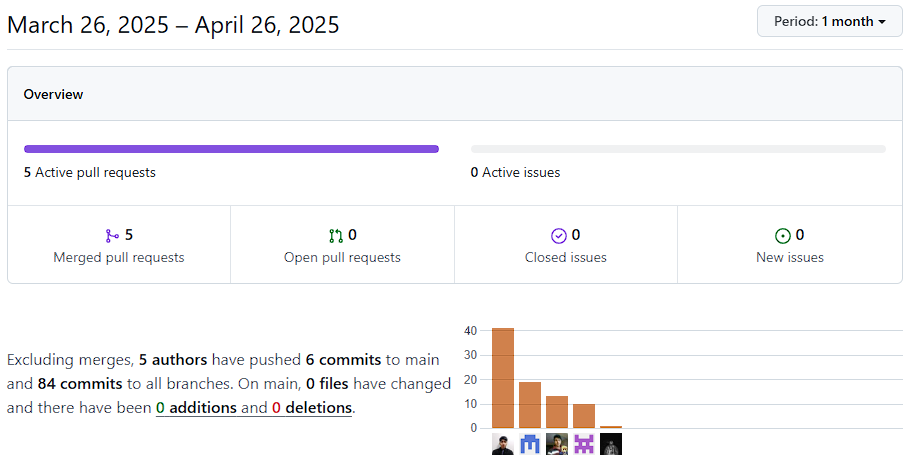 March 26, 2025 – April 26, 2025
Period: 1 month
Overview
5 Active pull requests
0 Active issues
5
Merged pull requests
0
Open pull requests
0
Closed issues
0
New issues
Excluding merges, 5 authors have pushed 6 commits to main
and 84 commits to all branches. On main, 0 files have changed
and there have been 0 additions and 0 deletions.
40
30
20
10
0